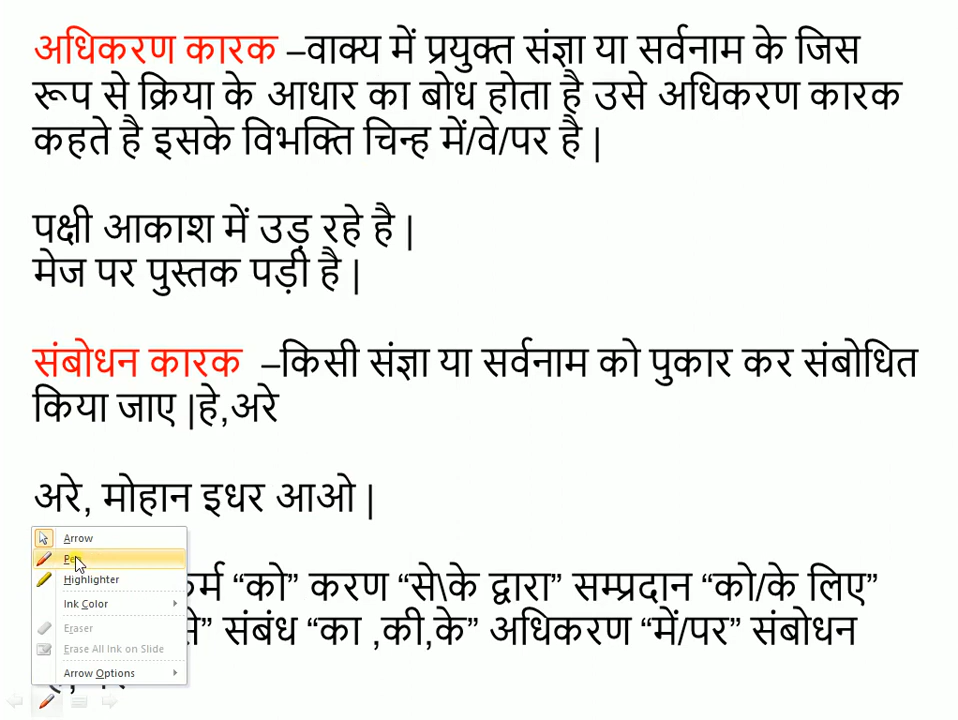 अधिकरण कारक –वाक्य में प्रयुक्त संज्ञा या सर्वनाम के जिस
रूप से क्रिया के आधार का बोध होता है उसे अधिकरण कारक
कहते है इसके विभक्ति चिन्ह में/वे/पर है |
पक्षी आकाश में उड़ रहे है |
मेज पर पुस्तक पड़ी है |
संबोधन कारक –किसी संज्ञा या सर्वनाम को पुकार कर संबोधित
किया जाए |हे,अरे
अरे, मोहान इधर आओ |
Arrow
Highlighter
Ink Color
Eraser
Erase All Ink on Slide
Arrow Options
“को” करण “से\के द्वारा” सम्प्रदान “को/के लिए”
संबंध “का ,की,के” अधिकरण “में/पर” संबोधन